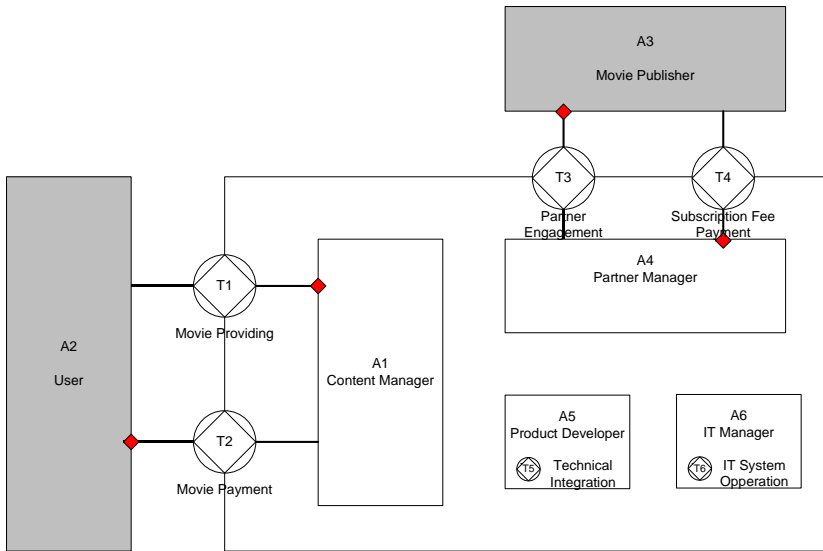 A3
Movie Publisher
T3
T4
Partner
Engagement
Subscription Fee
Payment
A4
Partner Manager
T1
Movie Providing
A2
User
A1
Content Manager
T2
Movie Payment
A5
Product Developer
T5
Technical
Integration
A6
IT Manager
T6
IT System
Opperation